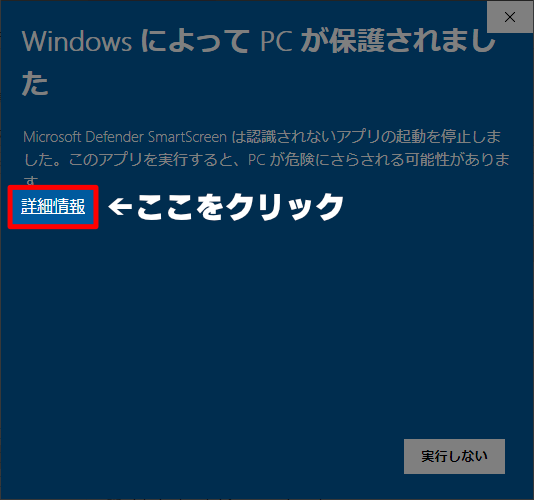 Windows によって PC が保護されまし
た
Microsoft Defender SmartScreen は認識されないアプリの起動を停止しま
した。このアプリを実行すると、PC が危険にさらされる可能性がありま
す
詳細情報 ←ここをクリック
実行しない